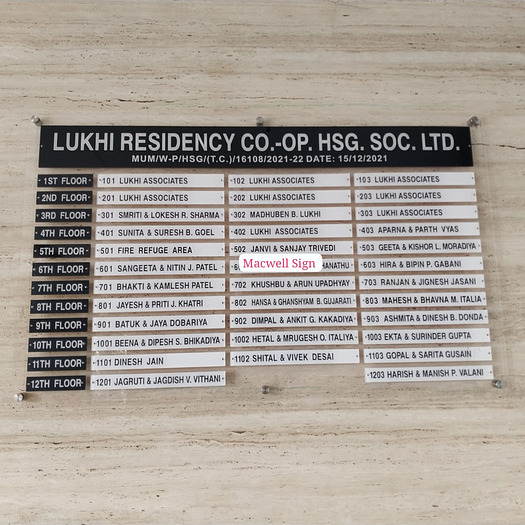 LUKHI RESIDENCY CO.-OP. HSG. SOC. LTD.
MUM/W-P/HSG/(T.C.)/16108/2021-22 DATE: 15/12/2021
1ST FLOOR 101 LUKHI ASSOCIATES 102 LUKHI ASSOCIATES 103 LUKHI ASSOCIATES
2ND FLOOR 201 LUKHI ASSOCIATES 202 LUKHI ASSOCIATES 203 LUKHI ASSOCIATES
3RD FLOOR 301 SMRITI & LOKESH R. SHARMA 302 MADHUBEN B. LUKHI 303 LUKHI ASSOCIATES
4TH FLOOR 401 SUNITA & SURESH B. GOEL 402 LUKHI ASSOCIATES 403 APARNA & PARTH VYAS
5TH FLOOR 501 FIRE REFUGE AREA 502 JANVI & SANJAY TRIVEDI 503 GEETA & KISHOR L. MORADIYA
6TH FLOOR 601 SANGEETA & NITIN J. PATEL Macwell Sign 603 HIRA & BIPIN P. GABANI
7TH FLOOR 701 BHAKTI & KAMLESH PATEL 702 KHUSHBU & ARUN UPADHYAY 703 RANJAN & JIGNESH JASANI
8TH FLOOR 801 JAYESH & PRITI J. KHATRI 802 HANSA & GHANSHYAM B. GUJARATI 803 MAHESH & BHAVNA M. ITALIA
9TH FLOOR 901 BATUK & JAYA DOBARIYA 902 DIMPAL & ANKIT G. KAKADIYA 903 ASHMITA & DINESH B. DONDA
10TH FLOOR 1001 BEENA & DIPESH S. BHIKADIYA 1002 HETAL & MRUGESH O. ITALIYA 1003 EKTA & SURINDER GUPTA
11TH FLOOR 1101 DINESH JAIN 1102 SHITAL & VIVEK DESAI 1103 GOPAL & SARITA GUSAIN
12TH FLOOR 1201 JAGRUTI & JAGDISH V. VITHANI 1203 HARISH & MANISH P. VALANI